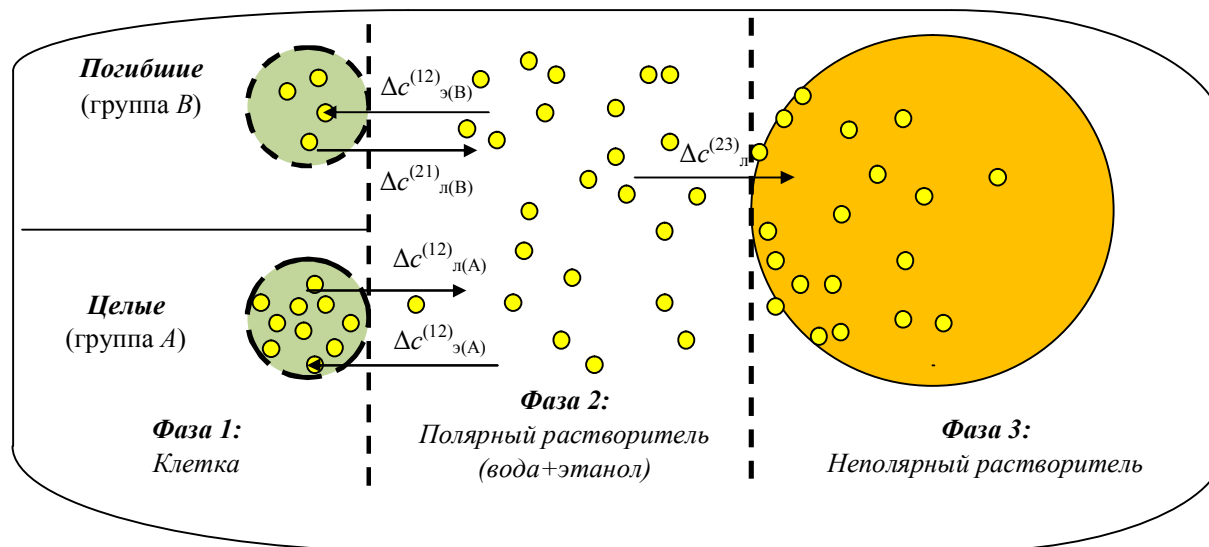 Погибшие
(группа B)
Δc⁽¹²⁾э(B)
Δc⁽²¹⁾л(B)
Δc⁽²³⁾л
Целые
(группа A)
Δc⁽¹²⁾л(A)
Δc⁽¹²⁾э(A)
Фаза 1:
Клетка
Фаза 2:
Полярный растворитель
(вода+этанол)
Фаза 3:
Неполярный растворитель